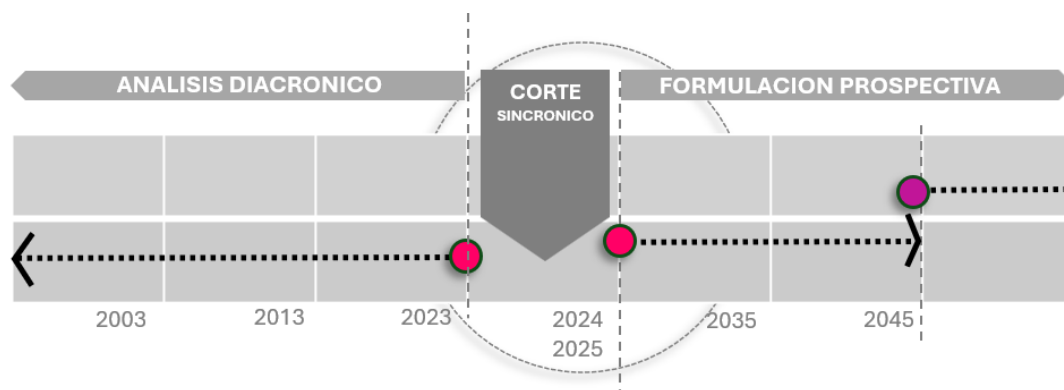 ANALISIS DIACRONICO
CORTE
SINCRONICO
FORMULACION PROSPECTIVA
2003
2013
2023
2024
2025
2035
2045